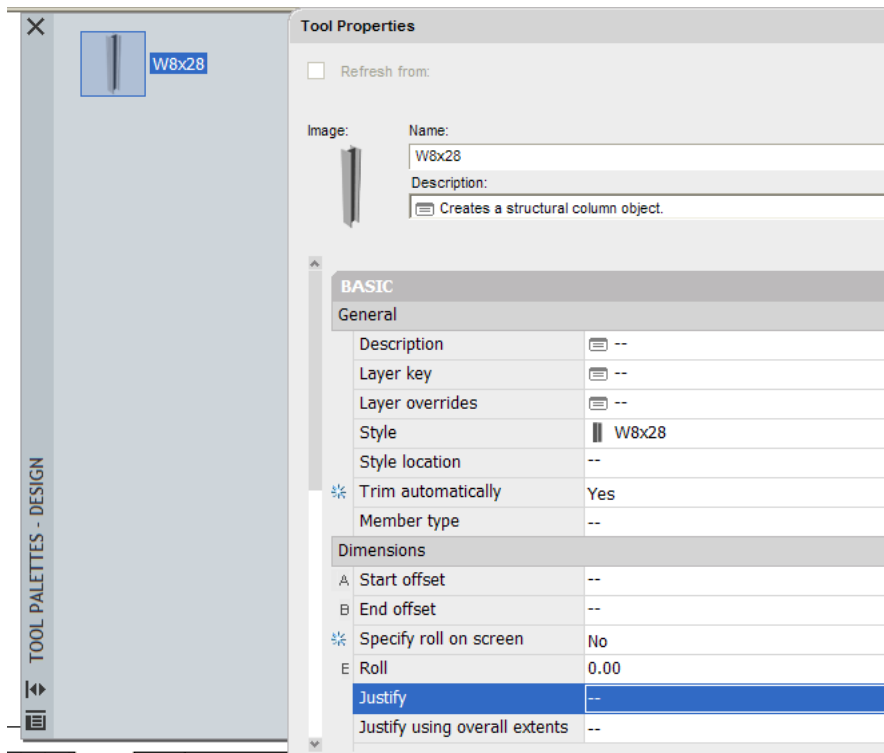 W8x28
TOOL PALETTES - DESIGN
Tool Properties
Refresh from:
Image:
Name:
W8x28
Description:
Creates a structural column object.
BASIC
General
Description --
Layer key --
Layer overrides --
Style W8x28
Style location --
Trim automatically Yes
Member type --
Dimensions
A Start offset --
B End offset --
Specify roll on screen No
E Roll 0.00
Justify --
Justify using overall extents --